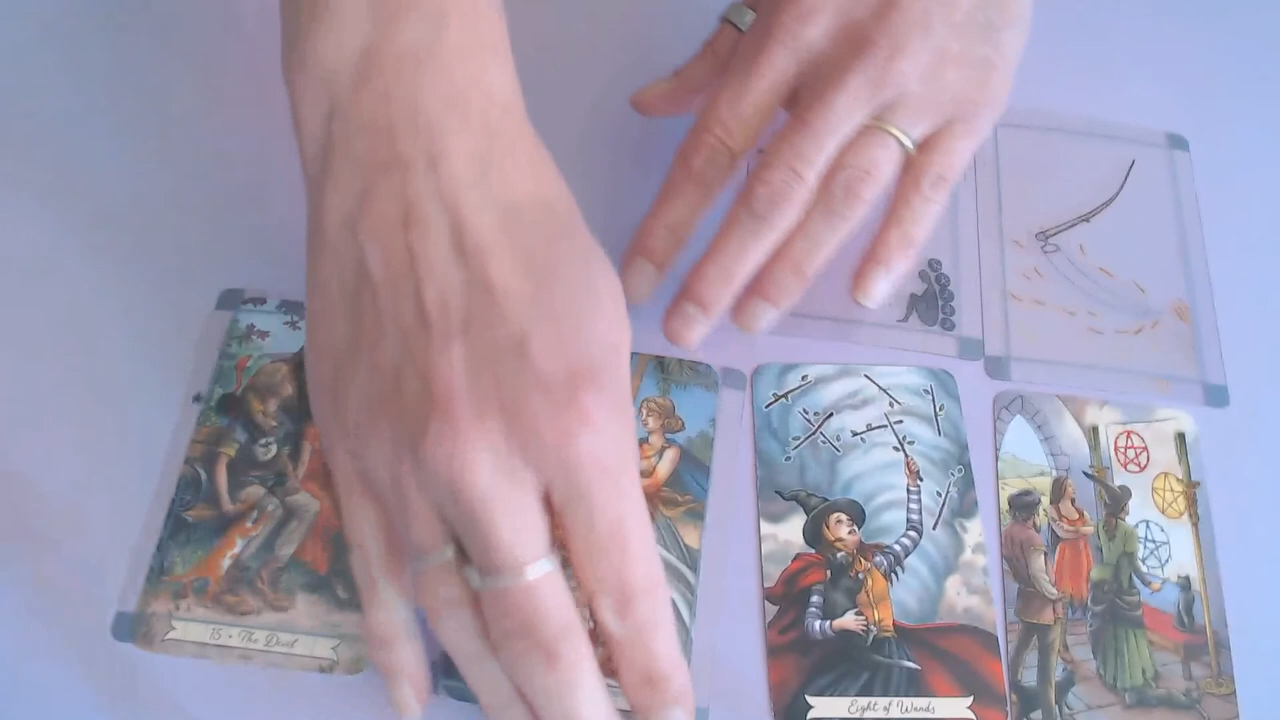 15 • The Devil
Eight of Wands